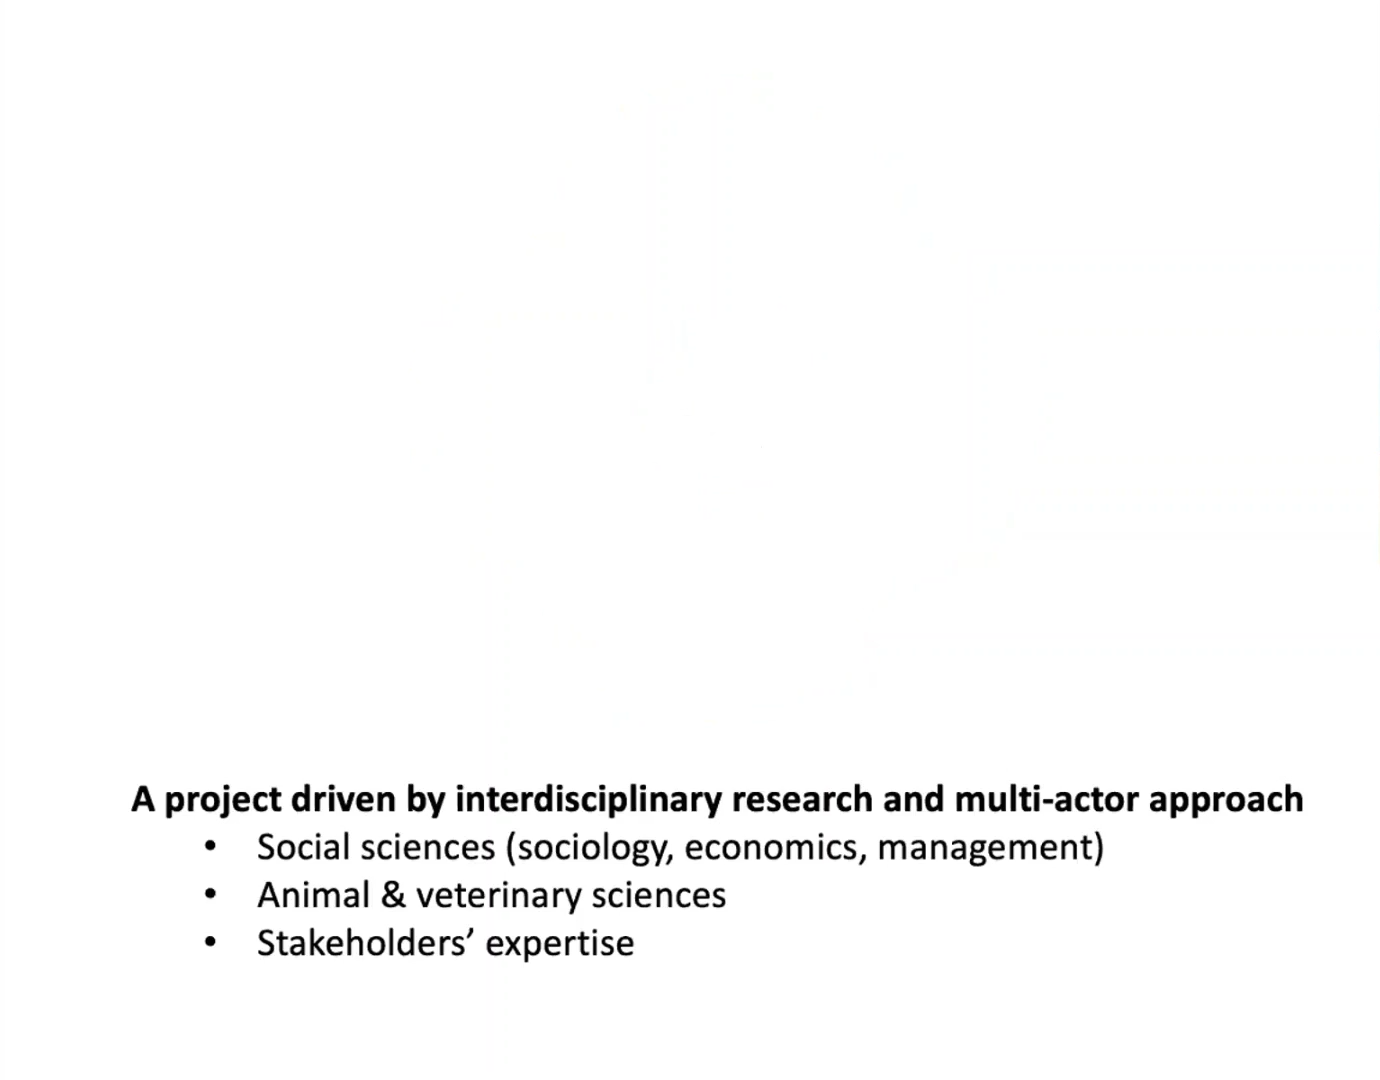 A project driven by interdisciplinary research and multi-actor approach
• Social sciences (sociology, economics, management)
• Animal & veterinary sciences
• Stakeholders’ expertise